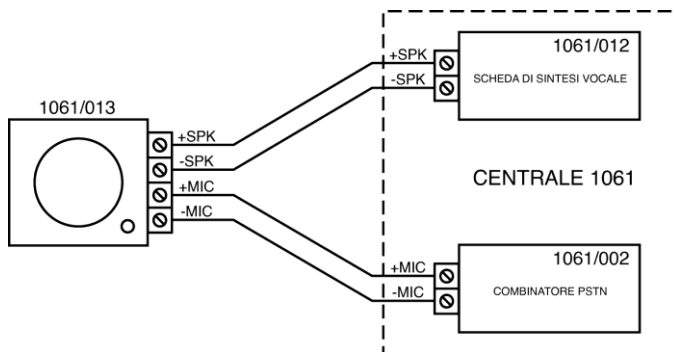 1061/013
+SPK
-SPK
+MIC
-MIC
+SPK
-SPK
1061/012
SCHEDA DI SINTESI VOCALE
CENTRALE 1061
+MIC
-MIC
1061/002
COMBINATORE PSTN